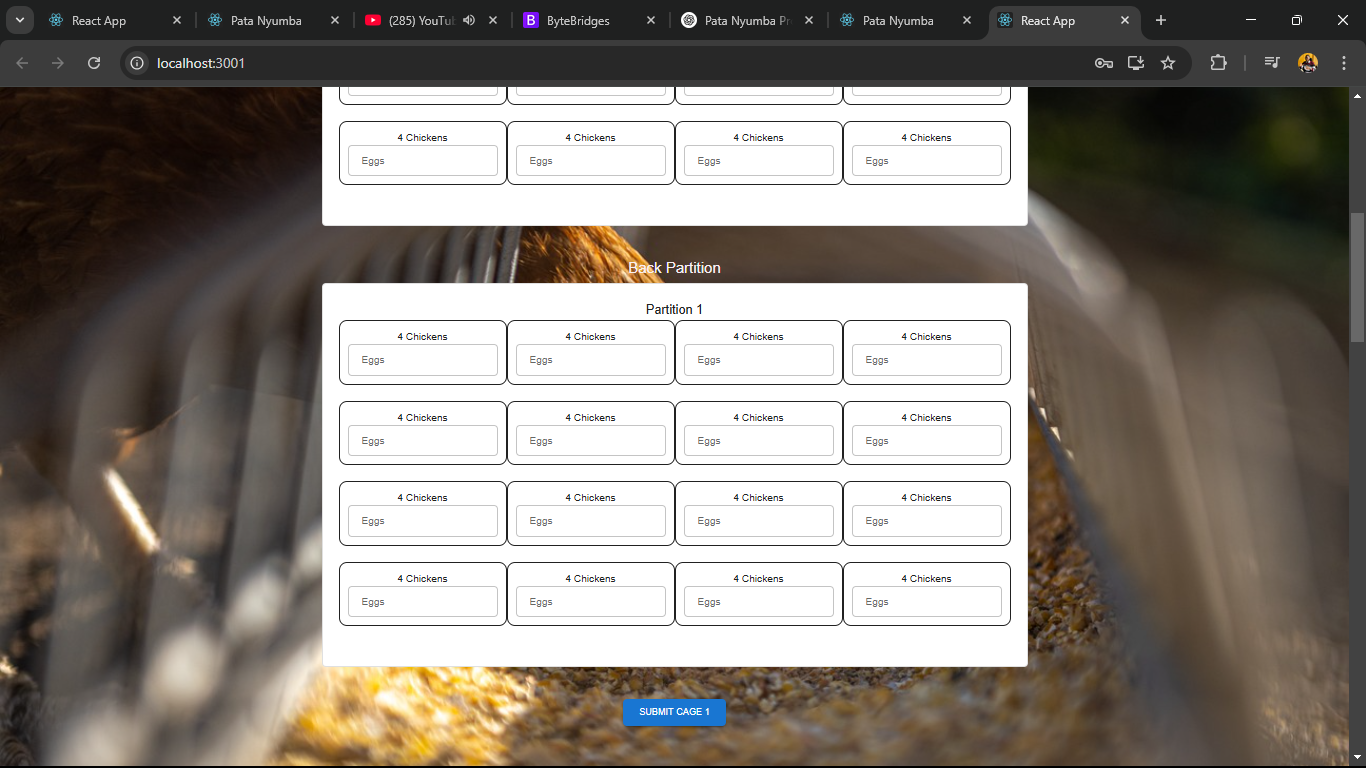 React App
Pata Nyumba
(285) YouTu
B ByteBridges
Pata Nyumba Pr
Pata Nyumba
React App
localhost:3001
4 Chickens 4 Chickens 4 Chickens 4 Chickens
Eggs Eggs Eggs Eggs
Back Partition
Partition 1
4 Chickens 4 Chickens 4 Chickens 4 Chickens
Eggs Eggs Eggs Eggs
4 Chickens 4 Chickens 4 Chickens 4 Chickens
Eggs Eggs Eggs Eggs
4 Chickens 4 Chickens 4 Chickens 4 Chickens
Eggs Eggs Eggs Eggs
4 Chickens 4 Chickens 4 Chickens 4 Chickens
Eggs Eggs Eggs Eggs
SUBMIT CAGE 1